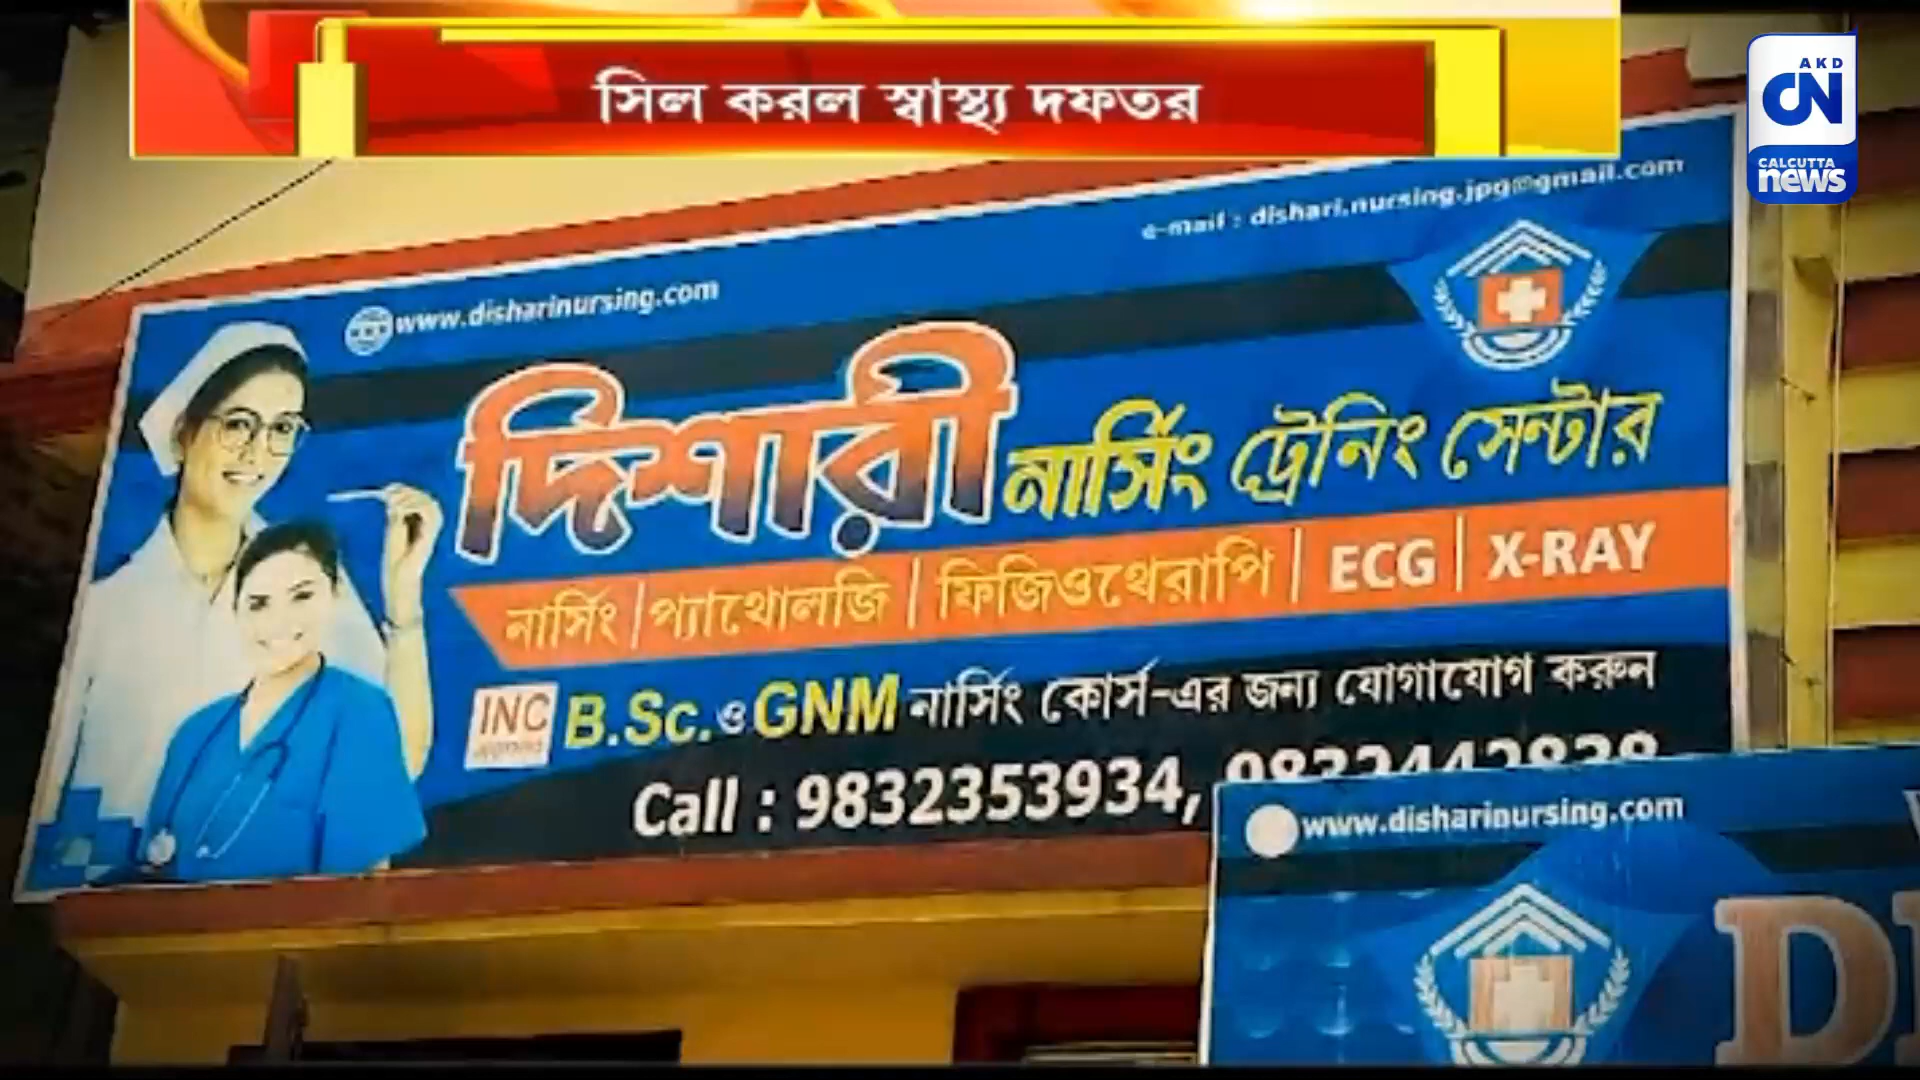 সিল করল স্বাস্থ্য দফতর
AKD
CN
CALCUTTA
news
e-mail : dishari.nursing.jpg@gmail.com
www.disharinursing.com
দিশারী নার্সিং ট্রেনিং সেন্টার
নার্সিং | প্যাথোলজি | ফিজিওথেরাপি | ECG | X-RAY
INC
B.Sc. ও GNM নার্সিং কোর্স-এর জন্য যোগাযোগ করুন
Call : 9832353934, 9832442838
www.disharinursing.com